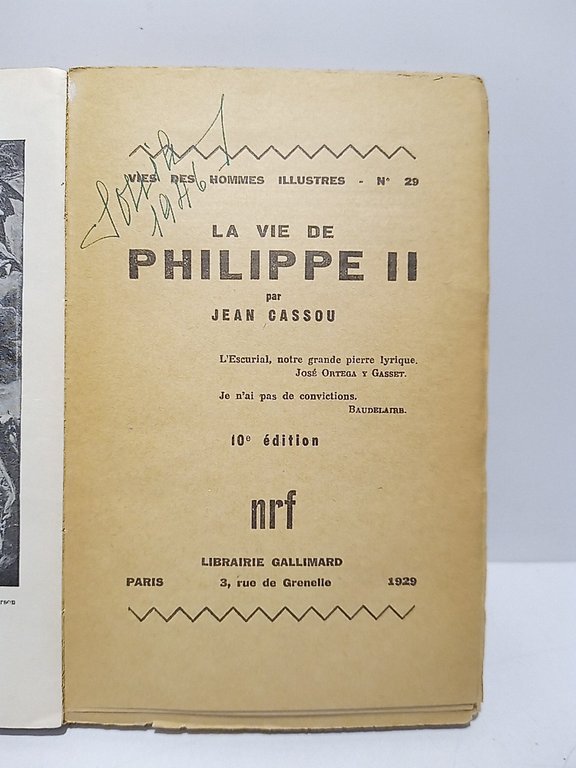 VIES DES HOMMES ILLUSTRES - N° 29
LA VIE DE
PHILIPPE II
par
JEAN CASSOU
L'Escurial, notre grande pierre lyrique.
José Ortega y Gasset.
Je n'ai pas de convictions.
Baudelaire.
10e édition
nrf
LIBRAIRIE GALLIMARD
PARIS 3, rue de Grenelle 1929